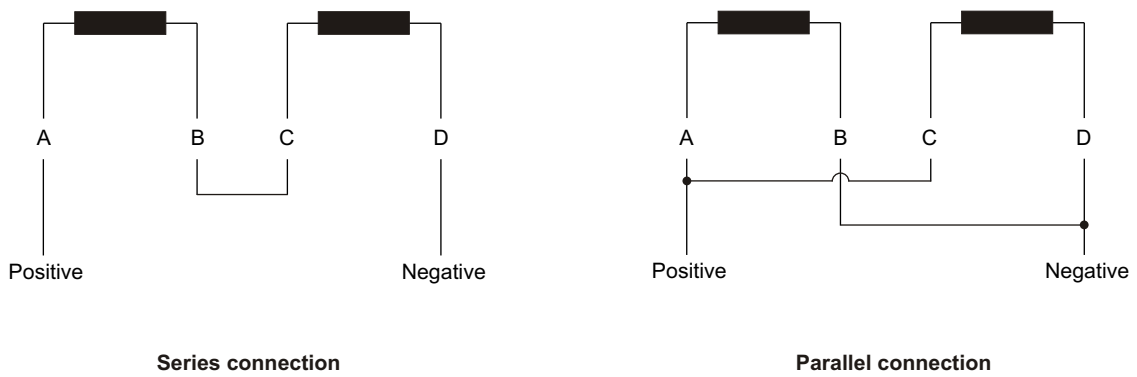 A B C D A B C D
Positive Negative Positive Negative
Series connection Parallel connection